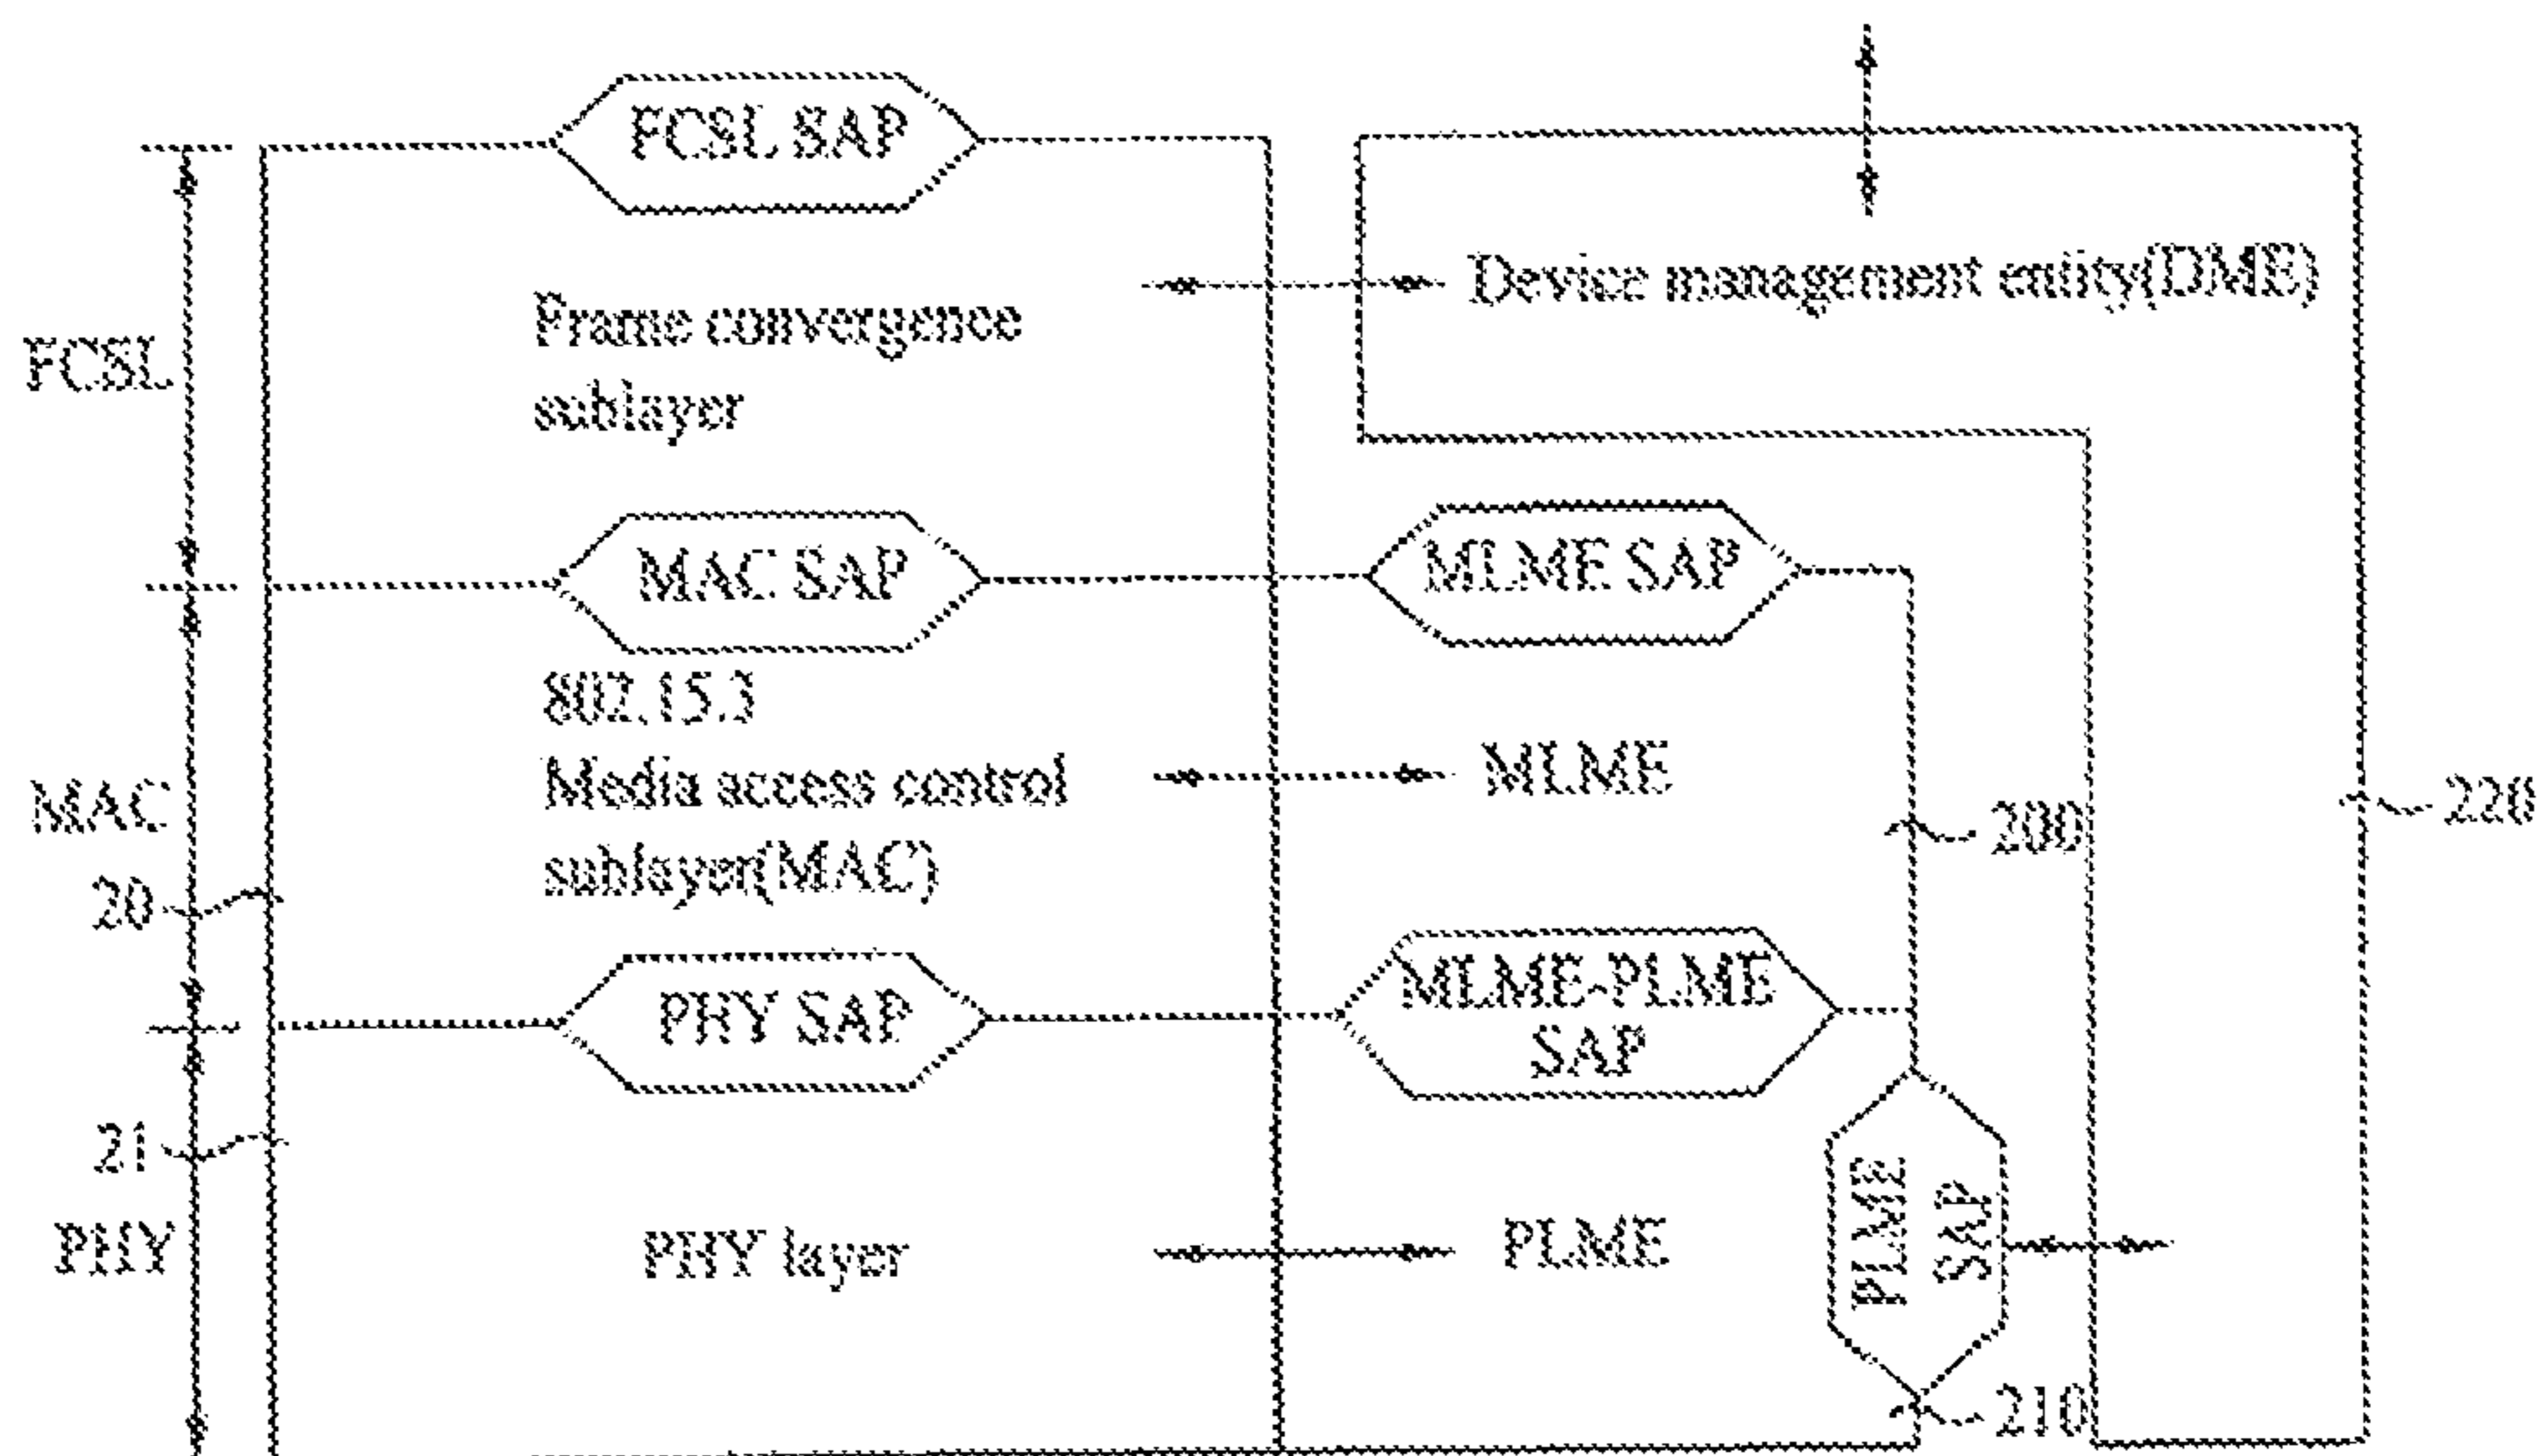 FCSL SAP
Device management entity(DME)
Frame convergence
sublayer
FCSL
MAC SAP
MLME SAP
802.15.3
Media access control
sublayer(MAC)
MLME
MAC
200
220
20
PHY SAP
MLME-PLME
SAP
21
PHY
PHY layer
PLME
PLME
SAP
210